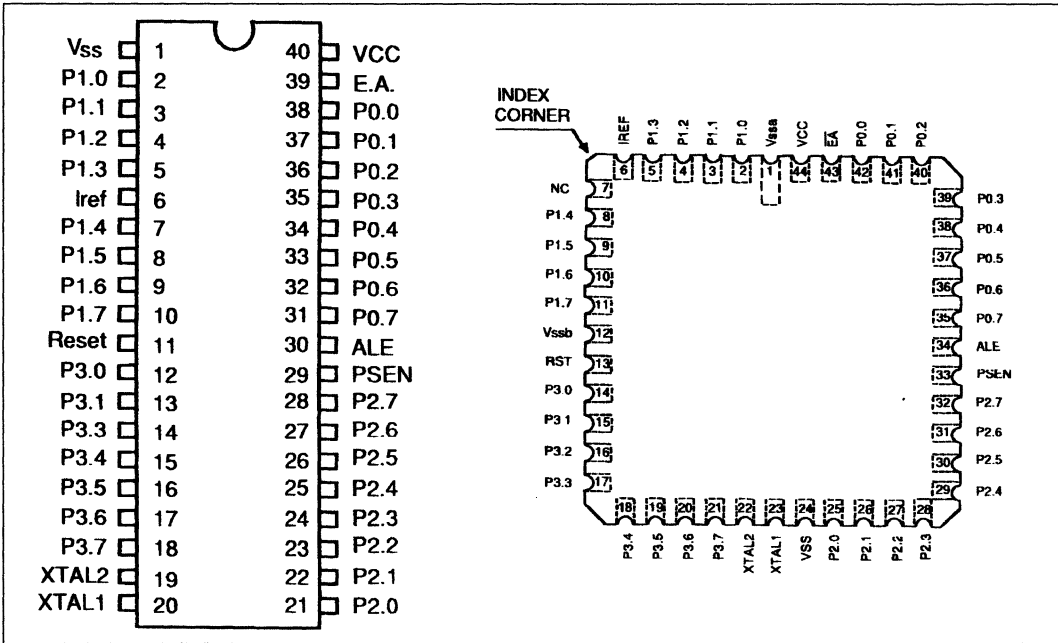 Vss 1 40 VCC
P1.0 2 39 E.A.
P1.1 3 38 P0.0
P1.2 4 37 P0.1
P1.3 5 36 P0.2
Iref 6 35 P0.3
P1.4 7 34 P0.4
P1.5 8 33 P0.5
P1.6 9 32 P0.6
P1.7 10 31 P0.7
Reset 11 30 ALE
P3.0 12 29 PSEN
P3.1 13 28 P2.7
P3.3 14 27 P2.6
P3.4 15 26 P2.5
P3.5 16 25 P2.4
P3.6 17 24 P2.3
P3.7 18 23 P2.2
XTAL2 19 22 P2.1
XTAL1 20 21 P2.0
INDEX
CORNER
IREF P1.3 P1.2 P1.1 P1.0 Vssa VCC EA P0.0 P0.1 P0.2
6 5 4 3 2 1 44 43 42 41 40
NC 7
P1.4 8
P1.5 9
P1.6 10
P1.7 11
Vssb 12
RST 13
P3.0 14
P3 1 15
P3.2 16
P3.3 17
39 P0.3
38 P0.4
37 P0.5
36 P0.6
35 P0.7
34 ALE
33 PSEN
32 P2.7
31 P2.6
30 P2.5
29 P2.4
18 19 20 21 22 23 24 25 26 27 28
P3.4 P3.5 P3.6 P3.7 XTAL2 XTAL1 VSS P2.0 P2.1 P2.2 P2.3